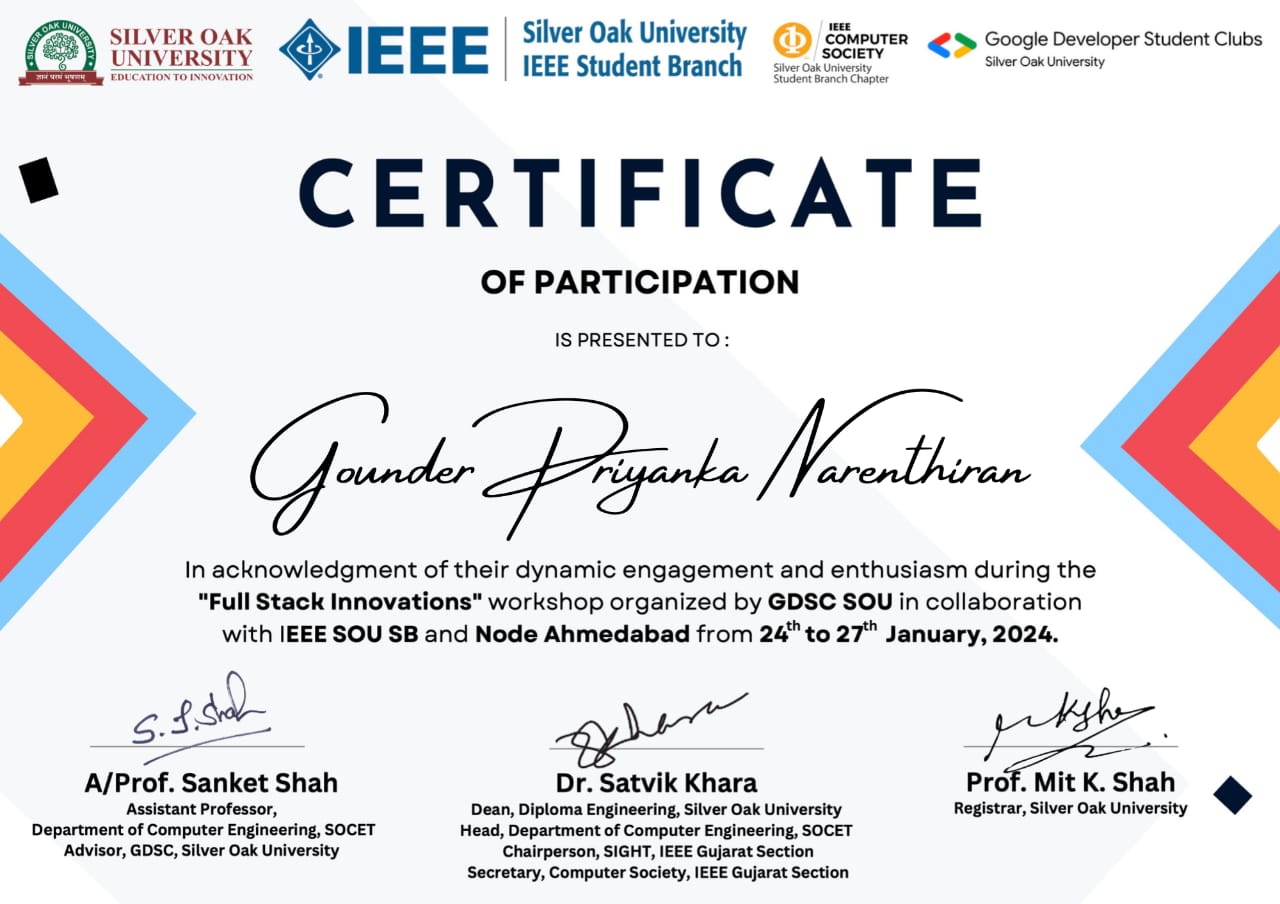 SILVER OAK UNIVERSITY
ज्ञानं परमं भूषणम्
SILVER OAK
UNIVERSITY
EDUCATION TO INNOVATION
IEEE
Silver Oak University
IEEE Student Branch
IEEE
COMPUTER
SOCIETY
Silver Oak University
Student Branch Chapter
Google Developer Student Clubs
Silver Oak University
CERTIFICATE
OF PARTICIPATION
IS PRESENTED TO :
Gounder Priyanka Narenthiran
In acknowledgment of their dynamic engagement and enthusiasm during the
"Full Stack Innovations" workshop organized by GDSC SOU in collaboration
with IEEE SOU SB and Node Ahmedabad from 24th to 27th January, 2024.
S.J.Shah
A/Prof. Sanket Shah
Assistant Professor,
Department of Computer Engineering, SOCET
Advisor, GDSC, Silver Oak University
Dr. Satvik Khara
Dean, Diploma Engineering, Silver Oak University
Head, Department of Computer Engineering, SOCET
Chairperson, SIGHT, IEEE Gujarat Section
Secretary, Computer Society, IEEE Gujarat Section
Prof. Mit K. Shah
Registrar, Silver Oak University